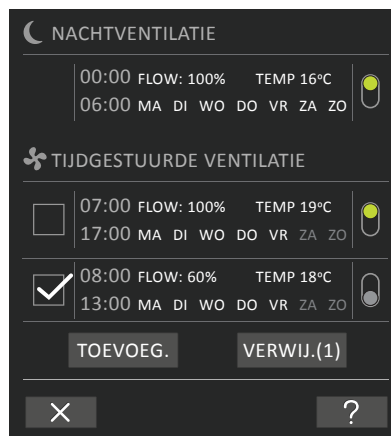 NACHTVENTILATIE
00:00 FLOW: 100% TEMP 16°C
06:00 MA DI WO DO VR ZA ZO
TIJDGESTUURDE VENTILATIE
07:00 FLOW: 100% TEMP 19°C
17:00 MA DI WO DO VR ZA ZO
08:00 FLOW: 60% TEMP 18°C
13:00 MA DI WO DO VR ZA ZO
TOEVOEG. VERWIJ.(1)
?